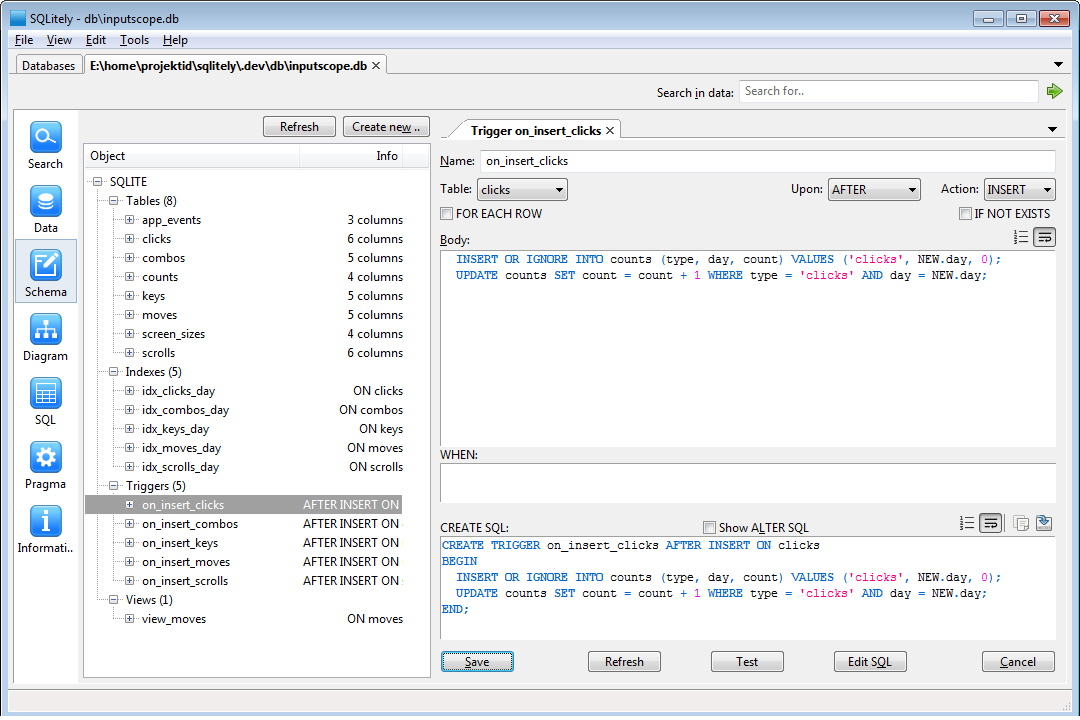 SQLitely - db\inputscope.db
File View Edit Tools Help
Databases E:\home\projektid\sqlitely\.dev\db\inputscope.db
Search in data: Search for..
Search
Data
Schema
Diagram
SQL
Pragma
Informati..
Refresh Create new ..
Object Info
SQLITE
Tables (8)
app_events 3 columns
clicks 6 columns
combos 5 columns
counts 4 columns
keys 5 columns
moves 5 columns
screen_sizes 4 columns
scrolls 6 columns
Indexes (5)
idx_clicks_day ON clicks
idx_combos_day ON combos
idx_keys_day ON keys
idx_moves_day ON moves
idx_scrolls_day ON scrolls
Triggers (5)
on_insert_clicks AFTER INSERT ON
on_insert_combos AFTER INSERT ON
on_insert_keys AFTER INSERT ON
on_insert_moves AFTER INSERT ON
on_insert_scrolls AFTER INSERT ON
Views (1)
view_moves ON moves
Trigger on_insert_clicks
Name: on_insert_clicks
Table: clicks Upon: AFTER Action: INSERT
FOR EACH ROW IF NOT EXISTS
Body:
INSERT OR IGNORE INTO counts (type, day, count) VALUES ('clicks', NEW.day, 0);
UPDATE counts SET count = count + 1 WHERE type = 'clicks' AND day = NEW.day;
WHEN:
CREATE SQL: Show ALTER SQL
CREATE TRIGGER on_insert_clicks AFTER INSERT ON clicks
BEGIN
INSERT OR IGNORE INTO counts (type, day, count) VALUES ('clicks', NEW.day, 0);
UPDATE counts SET count = count + 1 WHERE type = 'clicks' AND day = NEW.day;
END;
Save Refresh Test Edit SQL Cancel